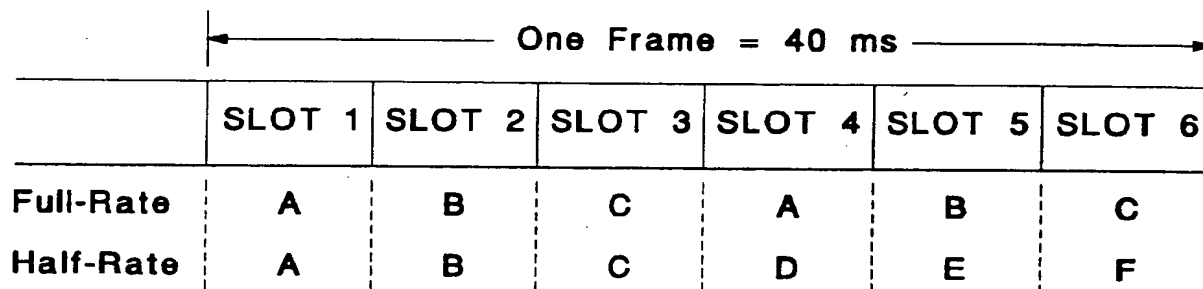 One Frame = 40 ms
SLOT 1 SLOT 2 SLOT 3 SLOT 4 SLOT 5 SLOT 6
Full-Rate A B C A B C
Half-Rate A B C D E F